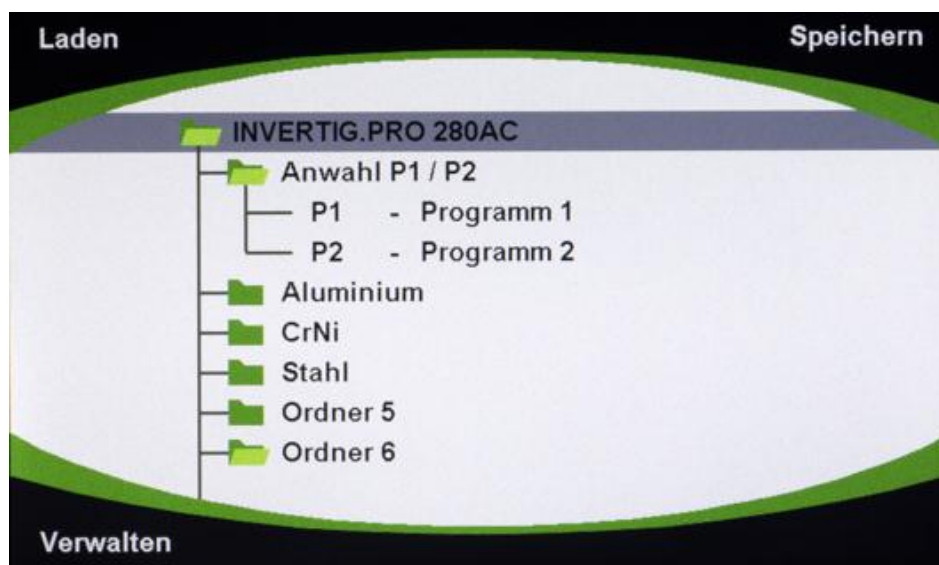 Laden
Speichern
INVERTIG.PRO 280AC
Anwahl P1 / P2
P1 - Programm 1
P2 - Programm 2
Aluminium
CrNi
Stahl
Ordner 5
Ordner 6
Verwalten